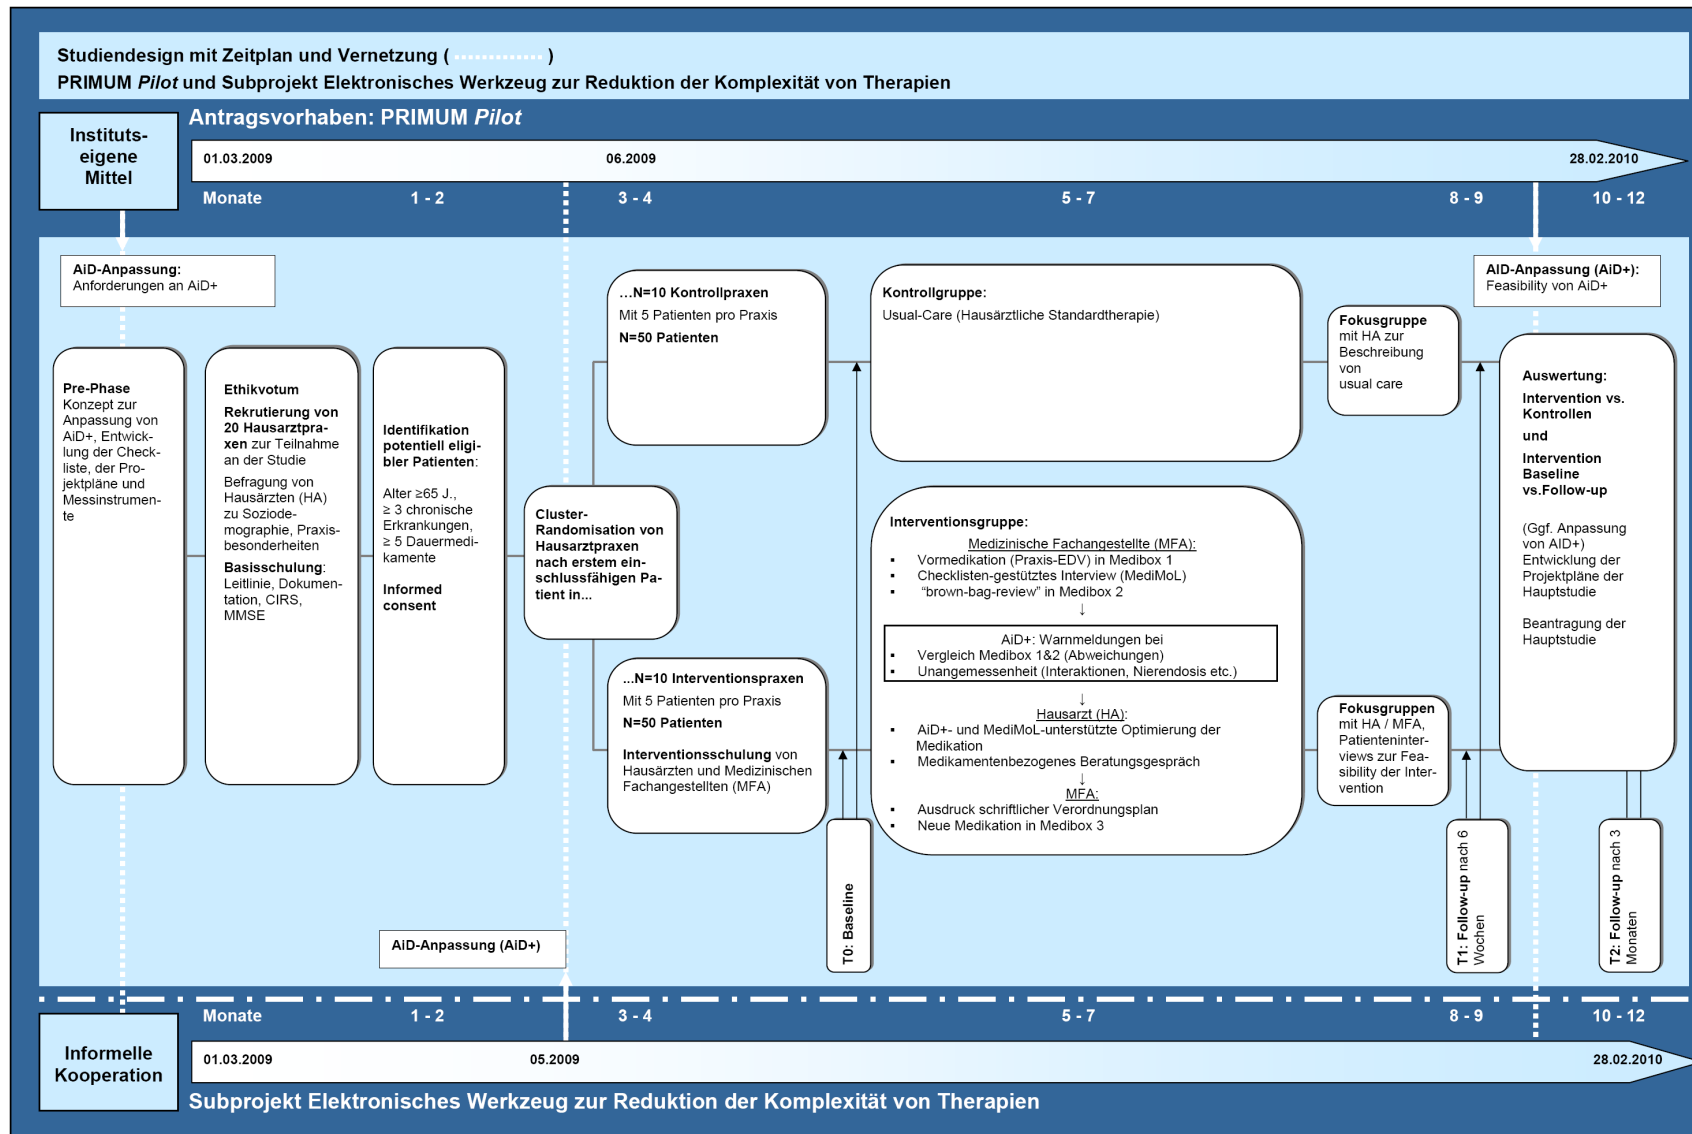 Studiendesign mit Zeitplan und Vernetzung ( )
PRIMUM Pilot und Subprojekt Elektronisches Werkzeug zur Reduktion der Komplexität von Therapien
Instituts-
eigene
Mittel
Antragsvorhaben: PRIMUM Pilot
01.03.2009
06.2009
28.02.2010
Monate
1 - 2
3 - 4
5 - 7
8 - 9
10 - 12
AiD-Anpassung:
Anforderungen an AiD+
AID-Anpassung (AiD+):
Feasibility von AiD+
Pre-Phase
Konzept zur
Anpassung von
AiD+, Entwick-
lung der Check-
liste, der Pro-
jektpläne und
Messinstrumen-
te
Ethikvotum
Rekrutierung von
20 Hausarztpra-
xen zur Teilnahme
an der Studie
Befragung von
Hausärzten (HA)
zu Soziode-
mographie, Praxis-
besonderheiten
Basisschulung:
Leitlinie, Dokumen-
tation, CIRS,
MMSE
Identifikation
potentiell eligi-
bler Patienten:
Alter ≥65 J.,
≥ 3 chronische
Erkrankungen,
≥ 5 Dauermedi-
kamente
Informed
consent
Cluster-
Randomisation von
Hausarztpraxen
nach erstem ein-
schlussfähigen Pa-
tient in...
...N=10 Kontrollpraxen
Mit 5 Patienten pro Praxis
N=50 Patienten
...N=10 Interventionspraxen
Mit 5 Patienten pro Praxis
N=50 Patienten
Interventionsschulung von
Hausärzten und Medizinischen
Fachangestellten (MFA)
T0: Baseline
Kontrollgruppe:
Usual-Care (Hausärztliche Standardtherapie)
Interventionsgruppe:
Medizinische Fachangestellte (MFA):
▪ Vormedikation (Praxis-EDV) in Medibox 1
▪ Checklisten-gestütztes Interview (MediMoL)
▪ "brown-bag-review" in Medibox 2
↓
AiD+: Warnmeldungen bei
▪ Vergleich Medibox 1&2 (Abweichungen)
▪ Unangemessenheit (Interaktionen, Nierendosis etc.)
↓
Hausarzt (HA):
▪ AiD+- und MediMoL-unterstützte Optimierung der
Medikation
▪ Medikamentenbezogenes Beratungsgespräch
↓
MFA:
▪ Ausdruck schriftlicher Verordnungsplan
▪ Neue Medikation in Medibox 3
Fokusgruppe
mit HA zur
Beschreibung
von
usual care
Fokusgruppen
mit HA / MFA,
Patienteninter-
views zur Fea-
sibility der Inter-
vention
T1: Follow-up nach 6
Wochen
Auswertung:
Intervention vs.
Kontrollen
und
Intervention
Baseline
vs.Follow-up
(Ggf. Anpassung
von AID+)
Entwicklung der
Projektpläne der
Hauptstudie
Beantragung der
Hauptstudie
T2: Follow-up nach 3
Monaten
AiD-Anpassung (AiD+)
Monate
1 - 2
3 - 4
5 - 7
8 - 9
10 - 12
Informelle
Kooperation
01.03.2009
05.2009
28.02.2010
Subprojekt Elektronisches Werkzeug zur Reduktion der Komplexität von Therapien